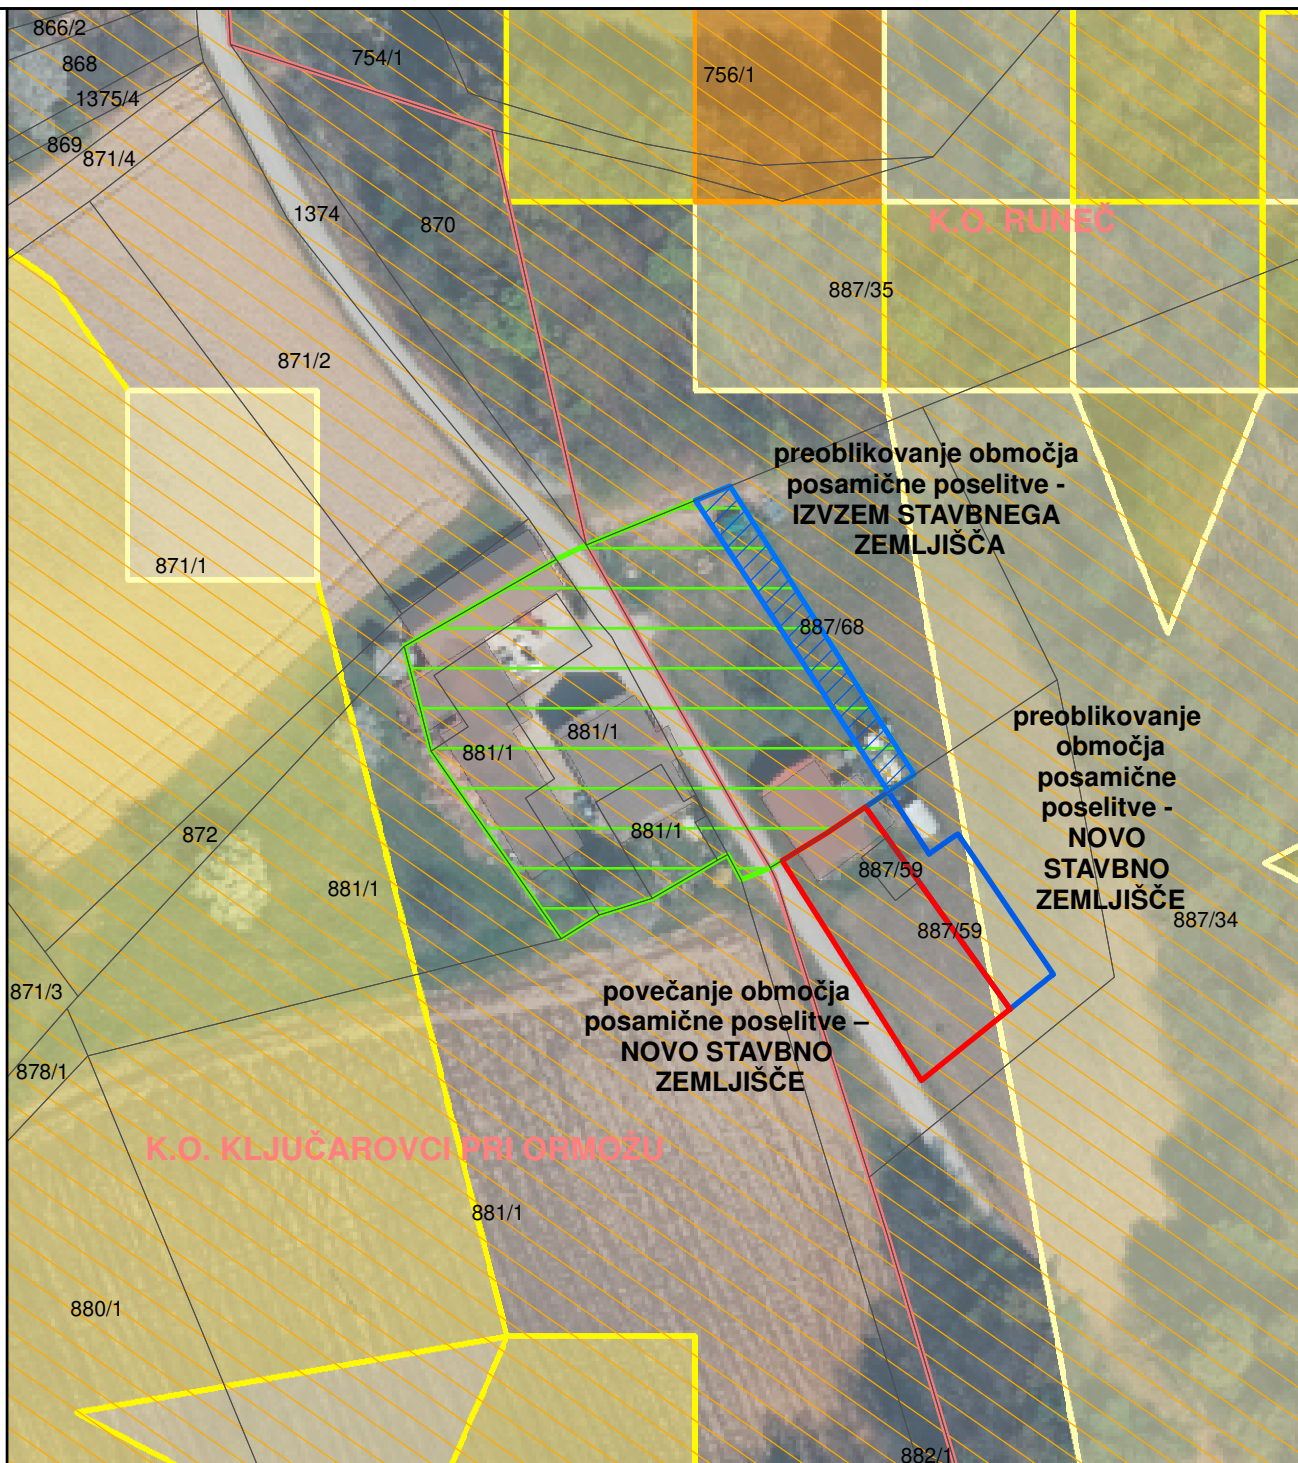 866/2
868
1375/4
869
871/4
754/1
756/1
1374
870
K.O. RUNEČ
887/35
871/2
871/1
preoblikovanje območja
posamične poselitve -
IZVZEM STAVBNEGA
ZEMLJIŠČA
887/68
881/1
881/1
881/1
preoblikovanje
območja
posamične
poselitve -
NOVO
STAVBNO
ZEMLJIŠČE
872
881/1
887/59
887/59
887/34
871/3
878/1
povečanje območja
posamične poselitve –
NOVO STAVBNO
ZEMLJIŠČE
K.O. KLJUČAROVCI PRI ORMOŽU
881/1
880/1
882/1